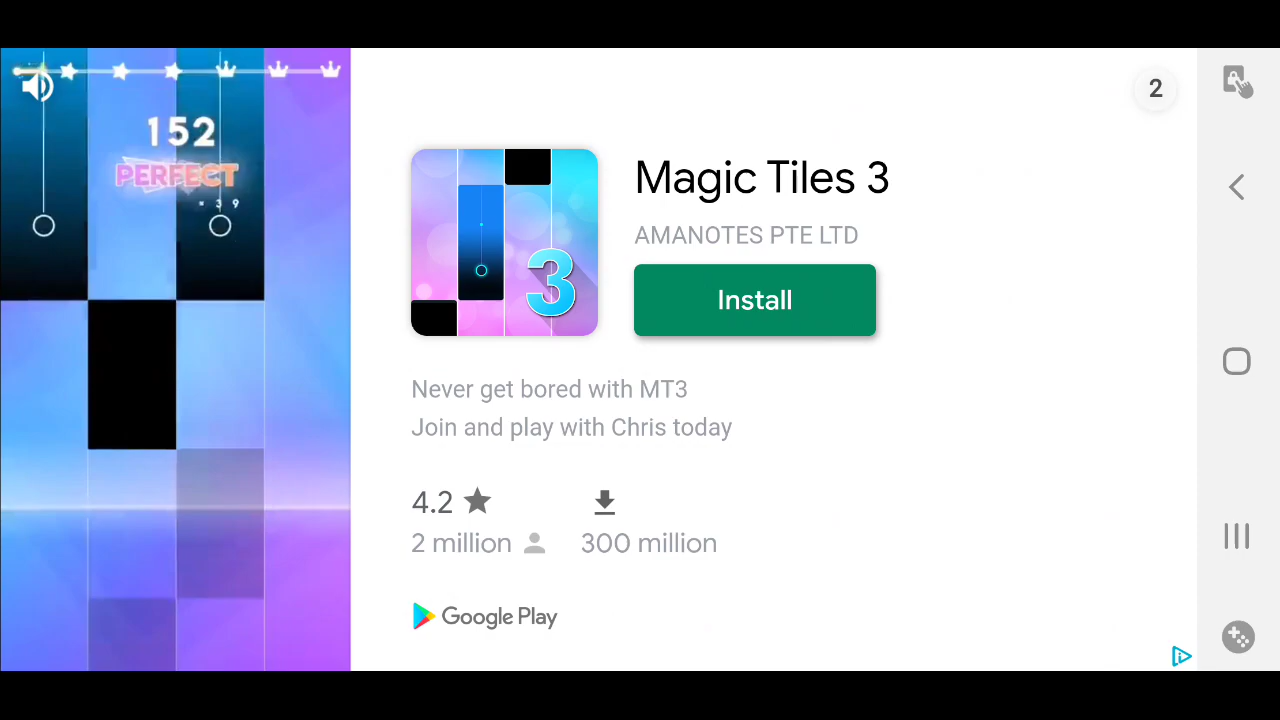 152
PERFECT
× 39
2
3
Magic Tiles 3
AMANOTES PTE LTD
Install
Never get bored with MT3
Join and play with Chris today
4.2
2 million
300 million
Google Play